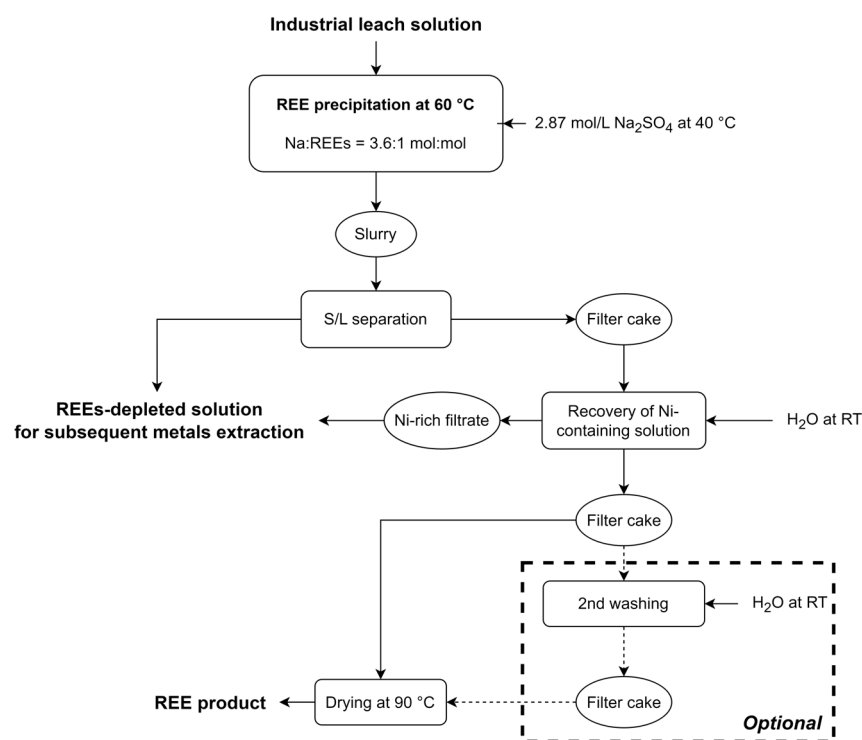 Industrial leach solution
REE precipitation at 60 °C
Na:REEs = 3.6:1 mol:mol
2.87 mol/L Na₂SO₄ at 40 °C
Slurry
S/L separation
Filter cake
REEs-depleted solution
for subsequent metals extraction
Ni-rich filtrate
Recovery of Ni-
containing solution
H₂O at RT
Filter cake
2nd washing
H₂O at RT
REE product
Drying at 90 °C
Filter cake
Optional